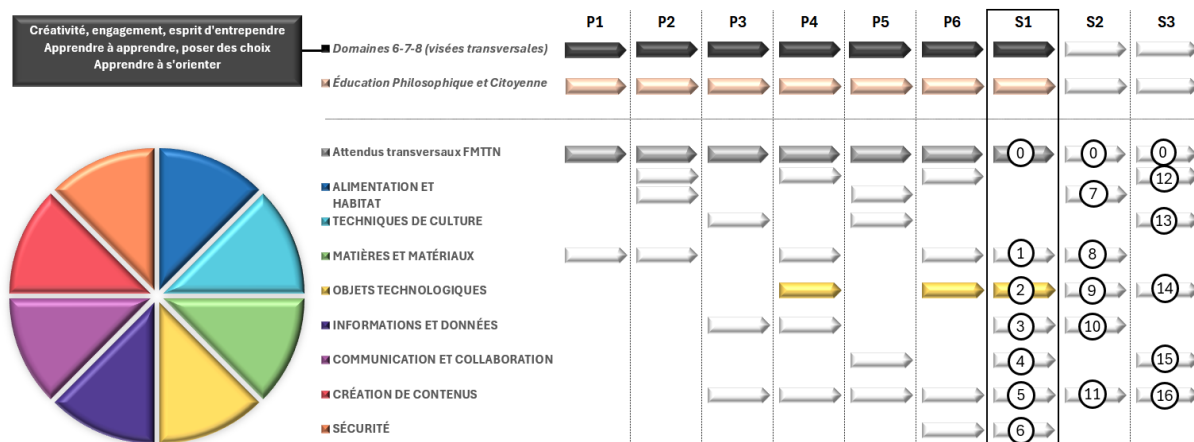 P1 P2 P3 P4 P5 P6 S1 S2 S3
Créativité, engagement, esprit d'entrependre
Apprendre à apprendre, poser des choix
Apprendre à s'orienter
Domaines 6-7-8 (visées transversales)
Éducation Philosophique et Citoyenne
Attendus transversaux FMTTN 0 0 0
12
ALIMENTATION ET
HABITAT
7
TECHNIQUES DE CULTURE 13
MATIÈRES ET MATÉRIAUX 1 8
OBJETS TECHNOLOGIQUES 2 9 14
INFORMATIONS ET DONNÉES 3 10
COMMUNICATION ET COLLABORATION 4 15
CRÉATION DE CONTENUS 5 11 16
SÉCURITÉ 6